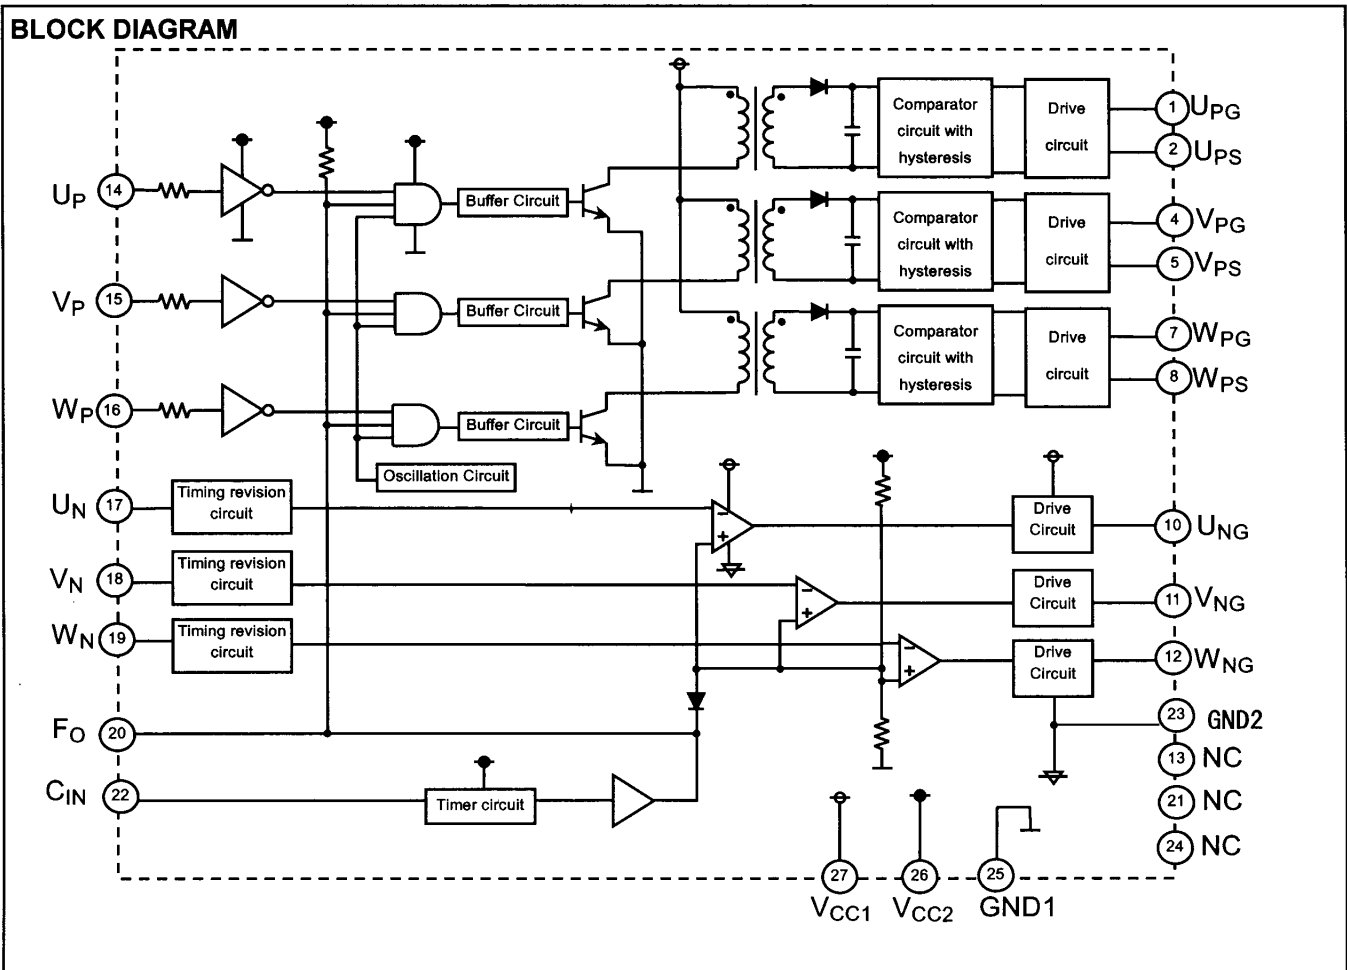 BLOCK DIAGRAM
Comparator circuit with hysteresis
Drive circuit
1 UPG
2 UPS
UP 14
Buffer Circuit
Comparator circuit with hysteresis
Drive circuit
4 VPG
5 VPS
VP 15
Buffer Circuit
Comparator circuit with hysteresis
Drive circuit
7 WPG
8 WPS
WP 16
Buffer Circuit
Oscillation Circuit
UN 17
Timing revision circuit
− +
Drive Circuit
10 UNG
VN 18
Timing revision circuit
− +
Drive Circuit
11 VNG
WN 19
Timing revision circuit
− +
Drive Circuit
12 WNG
FO 20
23 GND2
13 NC
CIN 22
Timer circuit
21 NC
24 NC
27 VCC1
26 VCC2
25 GND1